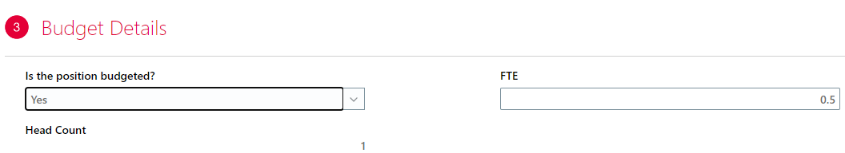 3 Budget Details
Is the position budgeted?
Yes
FTE
0.5
Head Count
1